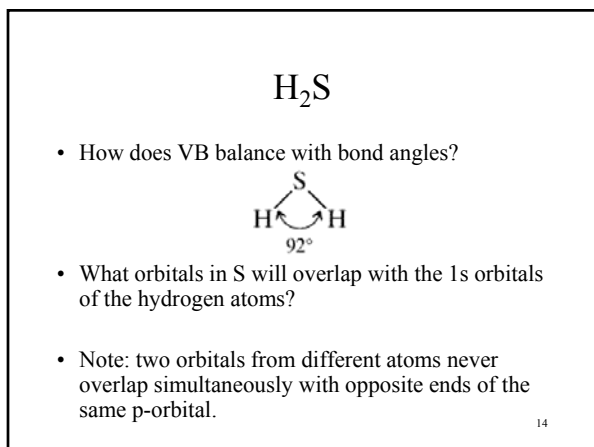 H₂S
• How does VB balance with bond angles?
S
H H
92°
• What orbitals in S will overlap with the 1s orbitals
of the hydrogen atoms?
• Note: two orbitals from different atoms never
overlap simultaneously with opposite ends of the
same p-orbital.
14